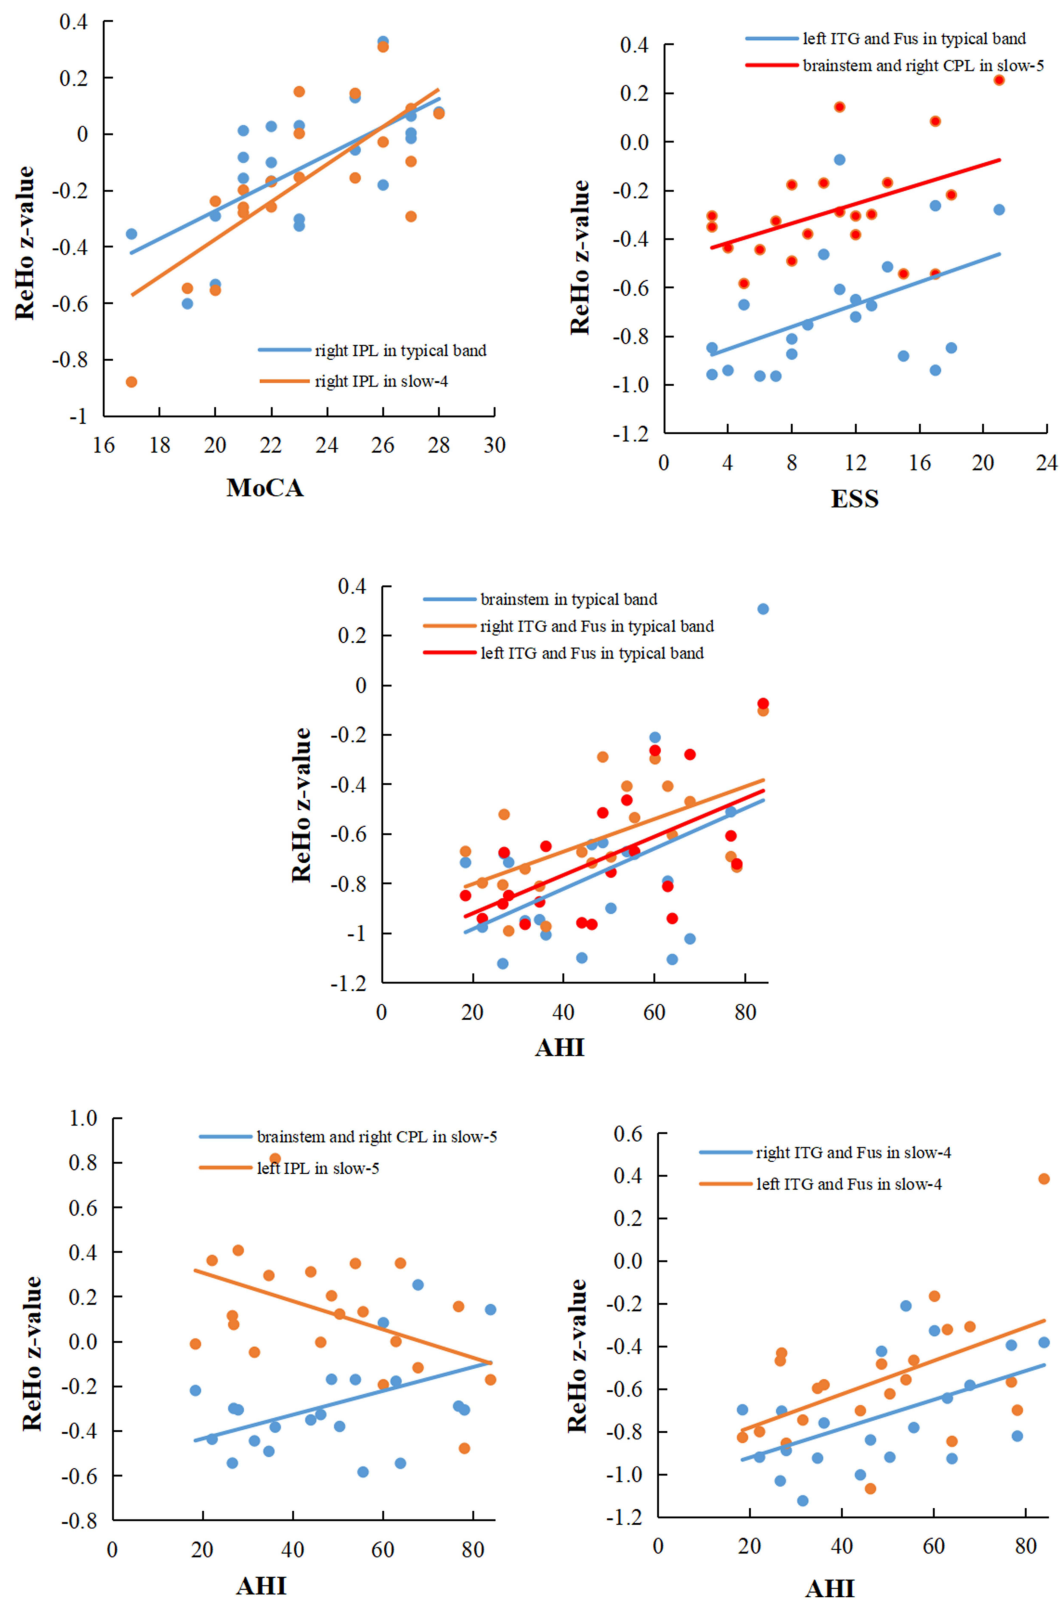 0.4
0.2
0
-0.2
-0.4
-0.6
-0.8
-1
16 18 20 22 24 26 28 30
ReHo z-value
MoCA
right IPL in typical band
right IPL in slow-4
0.4
0.2
0.0
-0.2
-0.4
-0.6
-0.8
-1.0
-1.2
0 4 8 12 16 20 24
ReHo z-value
ESS
left ITG and Fus in typical band
brainstem and right CPL in slow-5
0.4
0.2
0
-0.2
-0.4
-0.6
-0.8
-1
-1.2
0 20 40 60 80
ReHo z-value
AHI
brainstem in typical band
right ITG and Fus in typical band
left ITG and Fus in typical band
1.0
0.8
0.6
0.4
0.2
0.0
-0.2
-0.4
-0.6
-0.8
0 20 40 60 80
ReHo z-value
AHI
brainstem and right CPL in slow-5
left IPL in slow-5
0.6
0.4
0.2
0.0
-0.2
-0.4
-0.6
-0.8
-1.0
-1.2
0 20 40 60 80
ReHo z-value
AHI
right ITG and Fus in slow-4
left ITG and Fus in slow-4